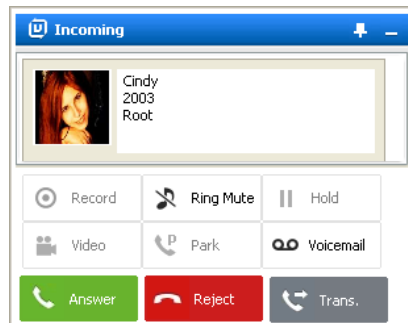 Incoming
Cindy
2003
Root
Record Ring Mute Hold
Video Park Voicemail
Answer Reject Trans.